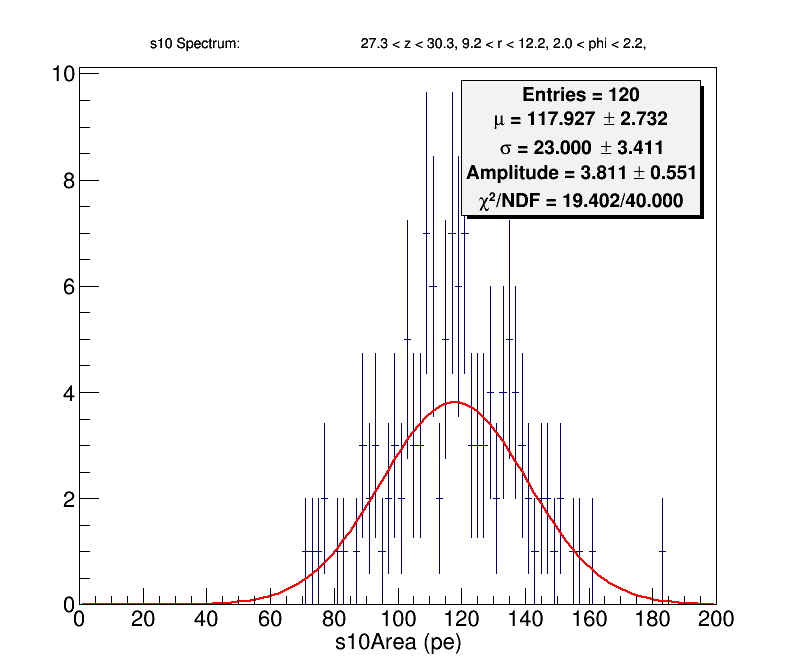 s10 Spectrum: 27.3 < z < 30.3, 9.2 < r < 12.2, 2.0 < phi < 2.2,
Entries = 120
μ = 117.927 ± 2.732
σ = 23.000 ± 3.411
Amplitude = 3.811 ± 0.551
χ²/NDF = 19.402/40.000
10
8
6
4
2
0
0 20 40 60 80 100 120 140 160 180 200
s10Area (pe)